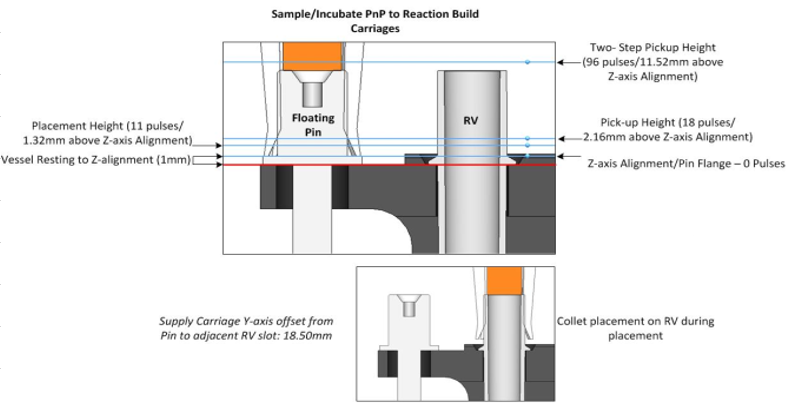 Sample/Incubate PnP to Reaction Build
Carriages
Two- Step Pickup Height
(96 pulses/11.52mm above
Z-axis Alignment)
Floating
Pin
RV
Placement Height (11 pulses/
1.32mm above Z-axis Alignment)
Pick-up Height (18 pulses/
2.16mm above Z-axis Alignment)
Vessel Resting to Z-alignment (1mm)
Z-axis Alignment/Pin Flange – 0 Pulses
Supply Carriage Y-axis offset from
Pin to adjacent RV slot: 18.50mm
Collet placement on RV during
placement